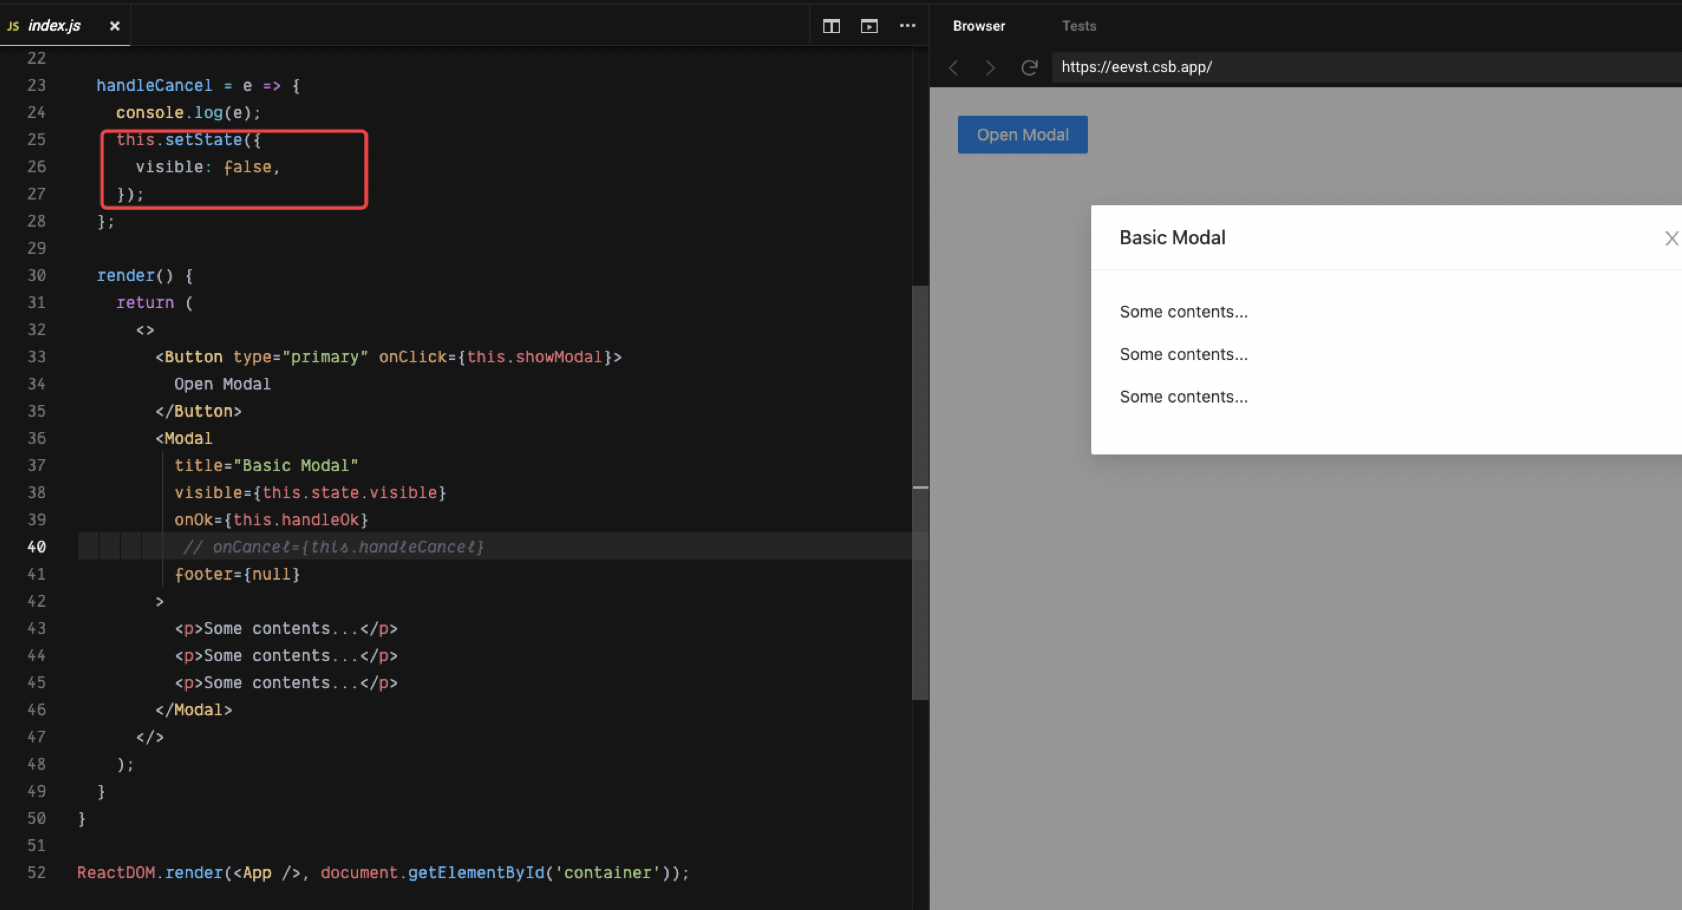 JS index.js ×
22
23 handleCancel = e => {
24 console.log(e);
25 this.setState({
26 visible: false,
27 });
28 };
29
30 render() {
31 return (
32 <>
33 <Button type="primary" onClick={this.showModal}>
34 Open Modal
35 </Button>
36 <Modal
37 title="Basic Modal"
38 visible={this.state.visible}
39 onOk={this.handleOk}
40 // onCancel={this.handleCancel}
41 footer={null}
42 >
43 <p>Some contents...</p>
44 <p>Some contents...</p>
45 <p>Some contents...</p>
46 </Modal>
47 </>
48 );
49 }
50 }
51
52 ReactDOM.render(<App />, document.getElementById('container'));
Browser Tests
https://eevst.csb.app/
Open Modal
Basic Modal
Some contents...
Some contents...
Some contents...